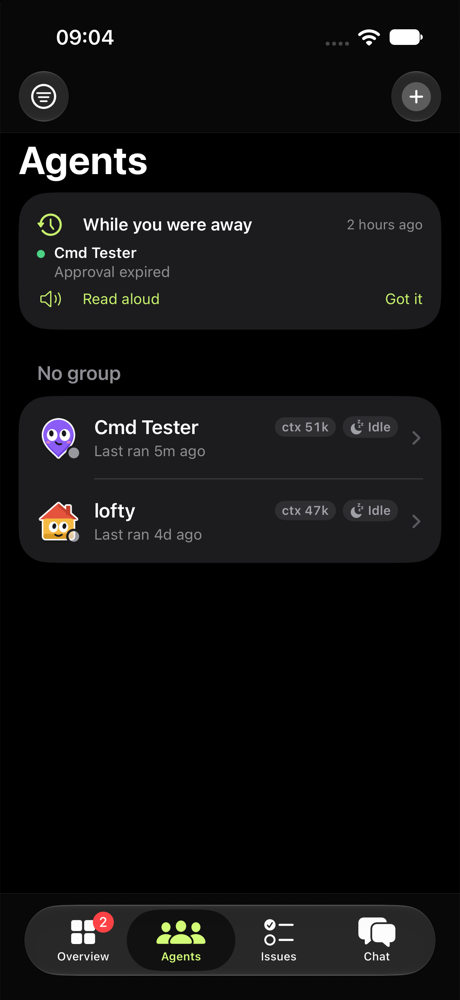 09:04
Agents
While you were away 2 hours ago
Cmd Tester
Approval expired
Read aloud Got it
No group
Cmd Tester ctx 51k Idle
Last ran 5m ago
lofty ctx 47k Idle
Last ran 4d ago
2
Overview Agents Issues Chat